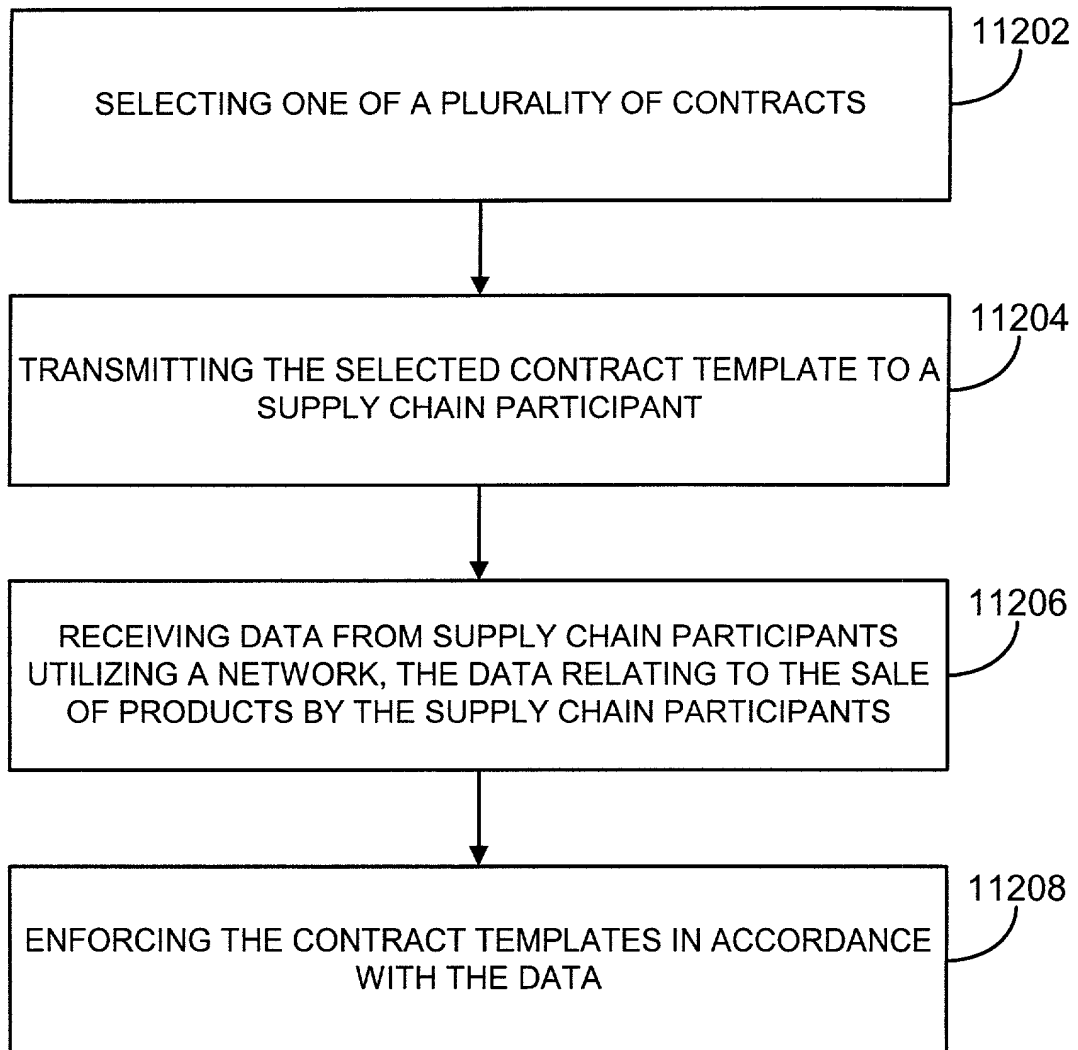 11202
SELECTING ONE OF A PLURALITY OF CONTRACTS
11204
TRANSMITTING THE SELECTED CONTRACT TEMPLATE TO A
SUPPLY CHAIN PARTICIPANT
11206
RECEIVING DATA FROM SUPPLY CHAIN PARTICIPANTS
UTILIZING A NETWORK, THE DATA RELATING TO THE SALE
OF PRODUCTS BY THE SUPPLY CHAIN PARTICIPANTS
11208
ENFORCING THE CONTRACT TEMPLATES IN ACCORDANCE
WITH THE DATA